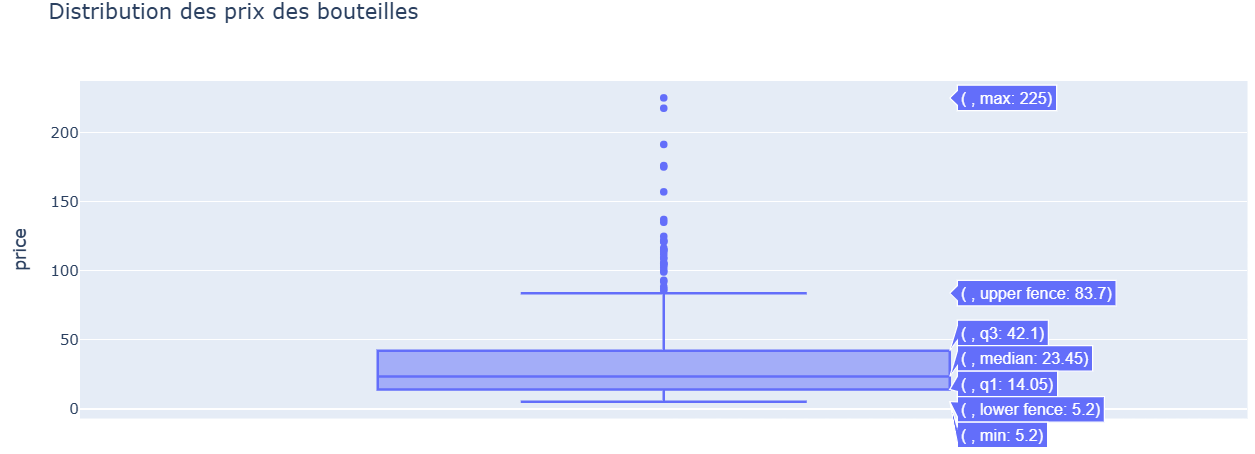 Distribution des prix des bouteilles
( , max: 225)
200
150
price
100
( , upper fence: 83.7)
50
( , q3: 42.1)
( , median: 23.45)
( , q1: 14.05)
0
( , lower fence: 5.2)
( , min: 5.2)